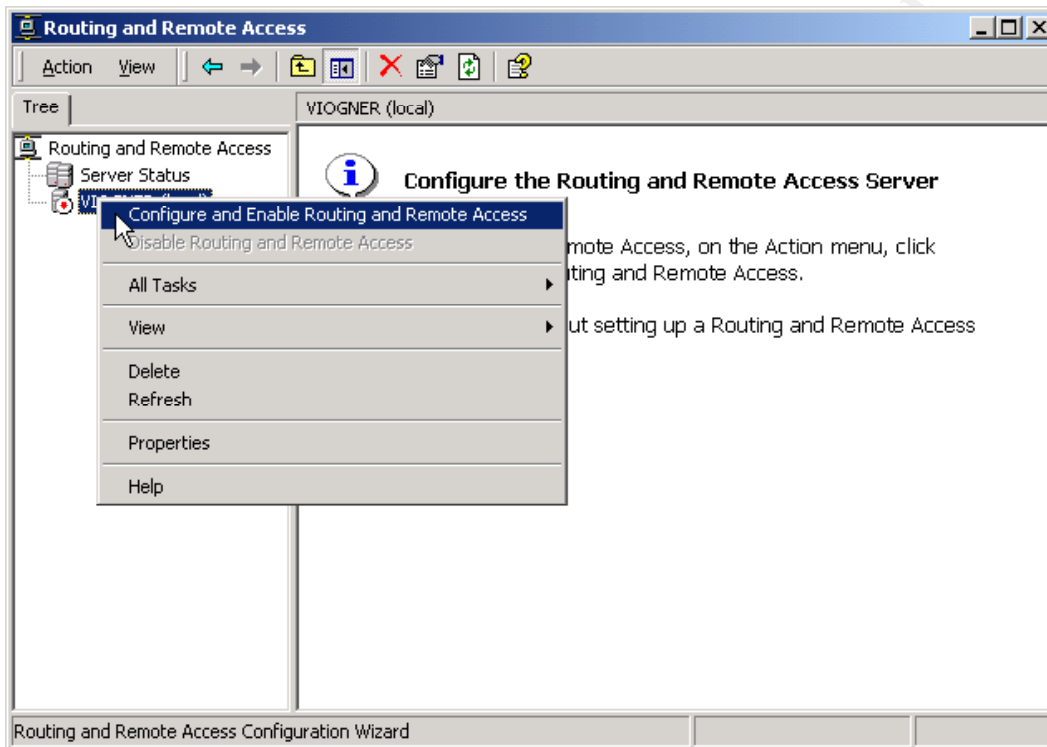 Routing and Remote Access
Action View
Tree
VIOGNER (local)
Routing and Remote Access
Server Status
Configure the Routing and Remote Access Server
Configure and Enable Routing and Remote Access
Disable Routing and Remote Access
mote Access, on the Action menu, click
uting and Remote Access.
All Tasks
View
ut setting up a Routing and Remote Access
Delete
Refresh
Properties
Help
Routing and Remote Access Configuration Wizard